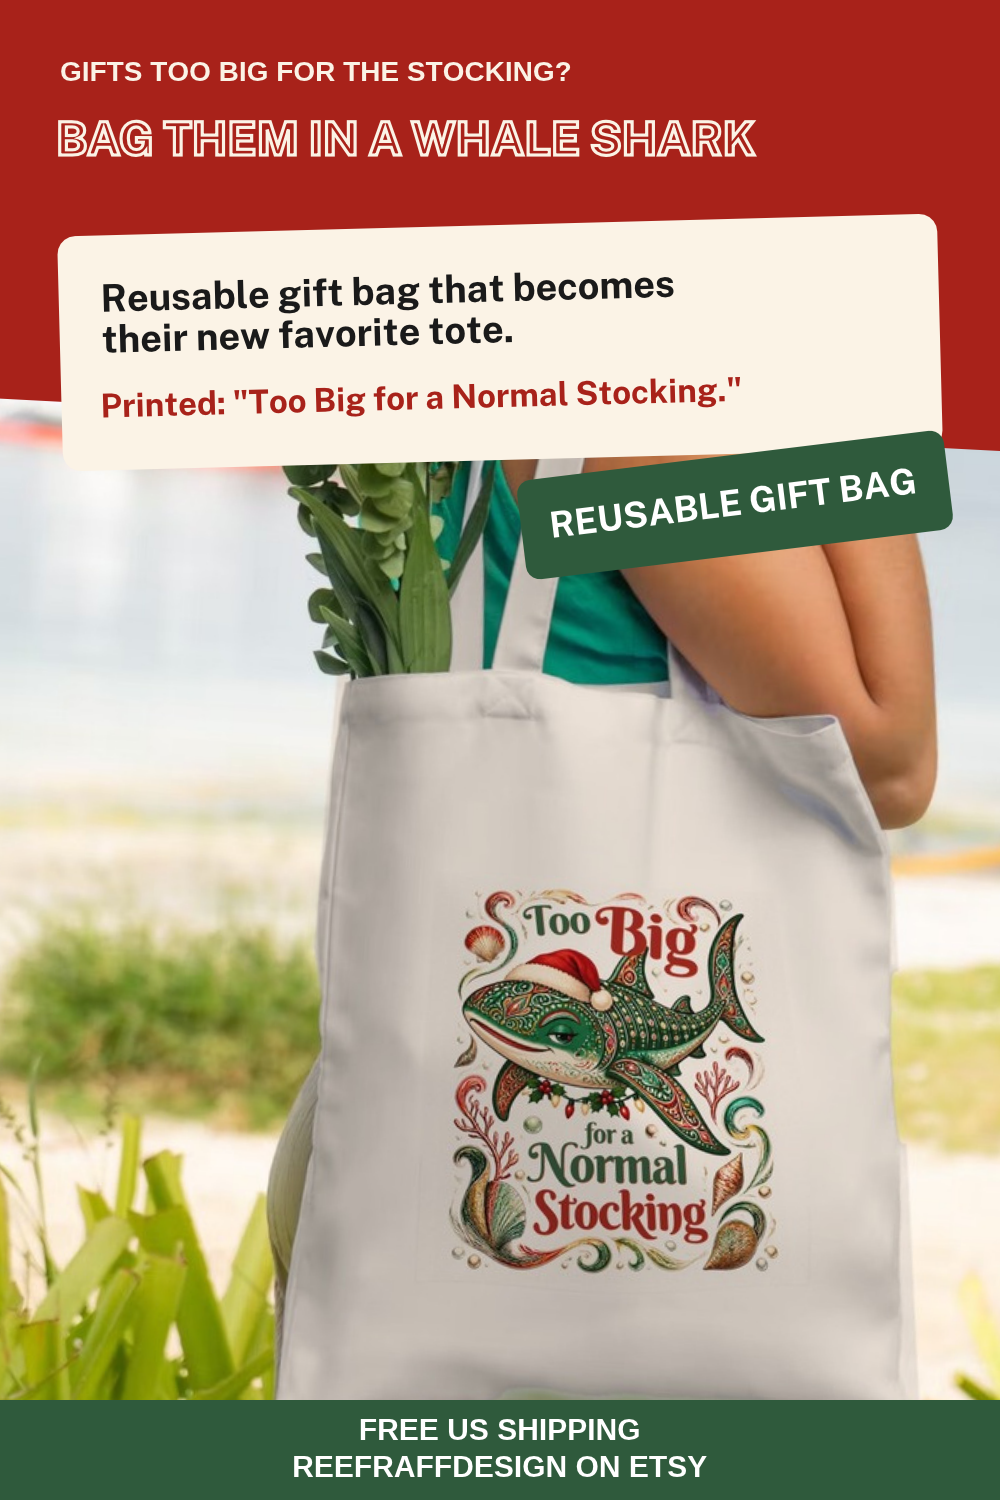 GIFTS TOO BIG FOR THE STOCKING?
BAG THEM IN A WHALE SHARK
Reusable gift bag that becomes
their new favorite tote.
Printed: "Too Big for a Normal Stocking."
REUSABLE GIFT BAG
Too Big
for a
Normal
Stocking
FREE US SHIPPING
REEFRAFFDESIGN ON ETSY